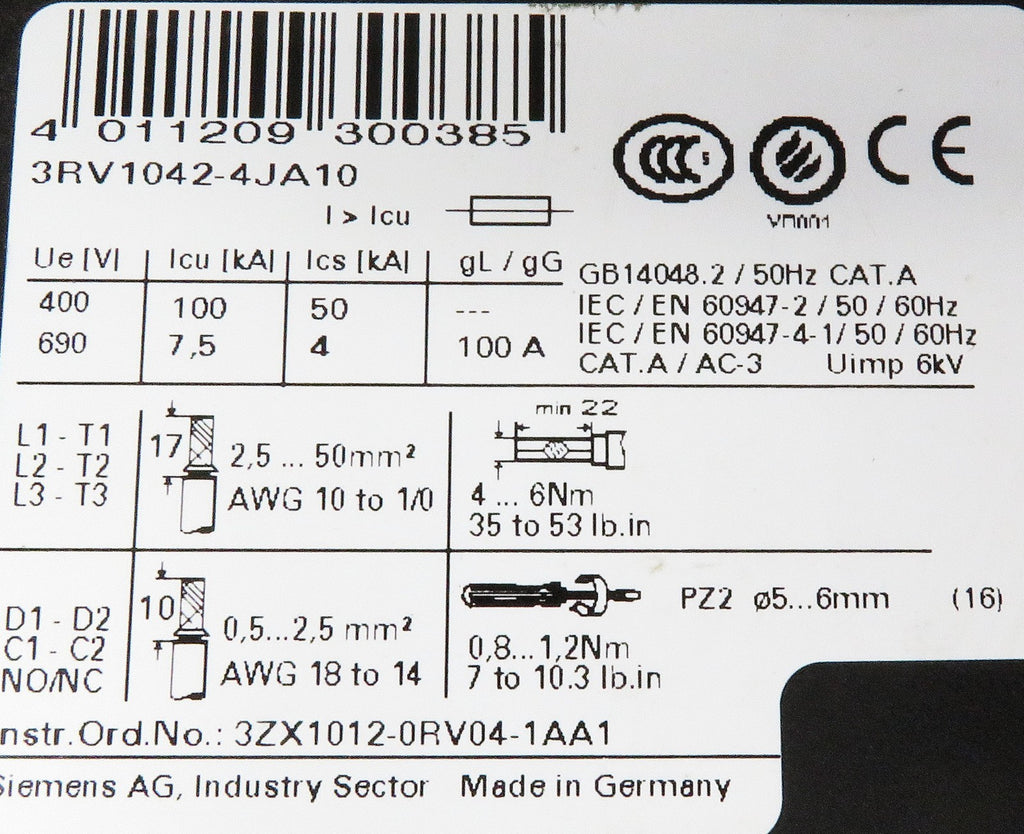 4 011209 300385
3RV1042-4JA10
I > Icu
CCC S
CE
Ue [V] Icu [kA] Ics [kA] gL / gG
400 100 50 ---
690 7,5 4 100 A
GB14048.2 / 50Hz CAT.A
IEC / EN 60947-2 / 50 / 60Hz
IEC / EN 60947-4-1/ 50 / 60Hz
CAT.A / AC-3 Uimp 6kV
L1 - T1
L2 - T2
L3 - T3
17
2,5 ... 50mm²
AWG 10 to 1/0
min 22
4 ... 6Nm
35 to 53 lb.in
D1 - D2
C1 - C2
NO/NC
10
0,5...2,5 mm²
AWG 18 to 14
PZ2 ø5...6mm (16)
0,8...1,2Nm
7 to 10.3 lb.in
nstr.Ord.No.: 3ZX1012-0RV04-1AA1
Siemens AG, Industry Sector Made in Germany